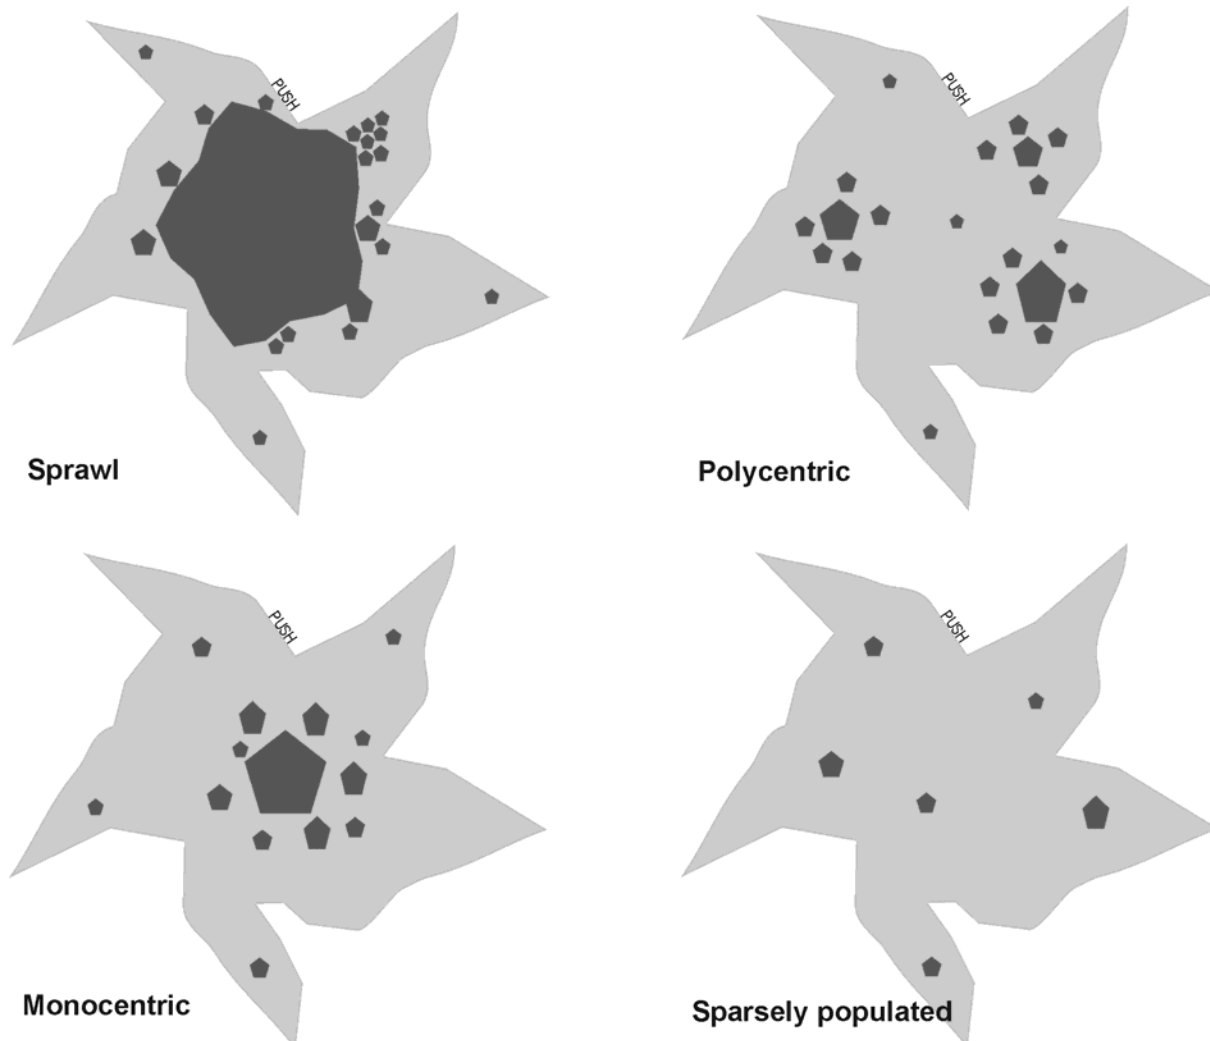 PUSH
PUSH
Sprawl
Polycentric
PUSH
PUSH
Monocentric
Sparsely populated